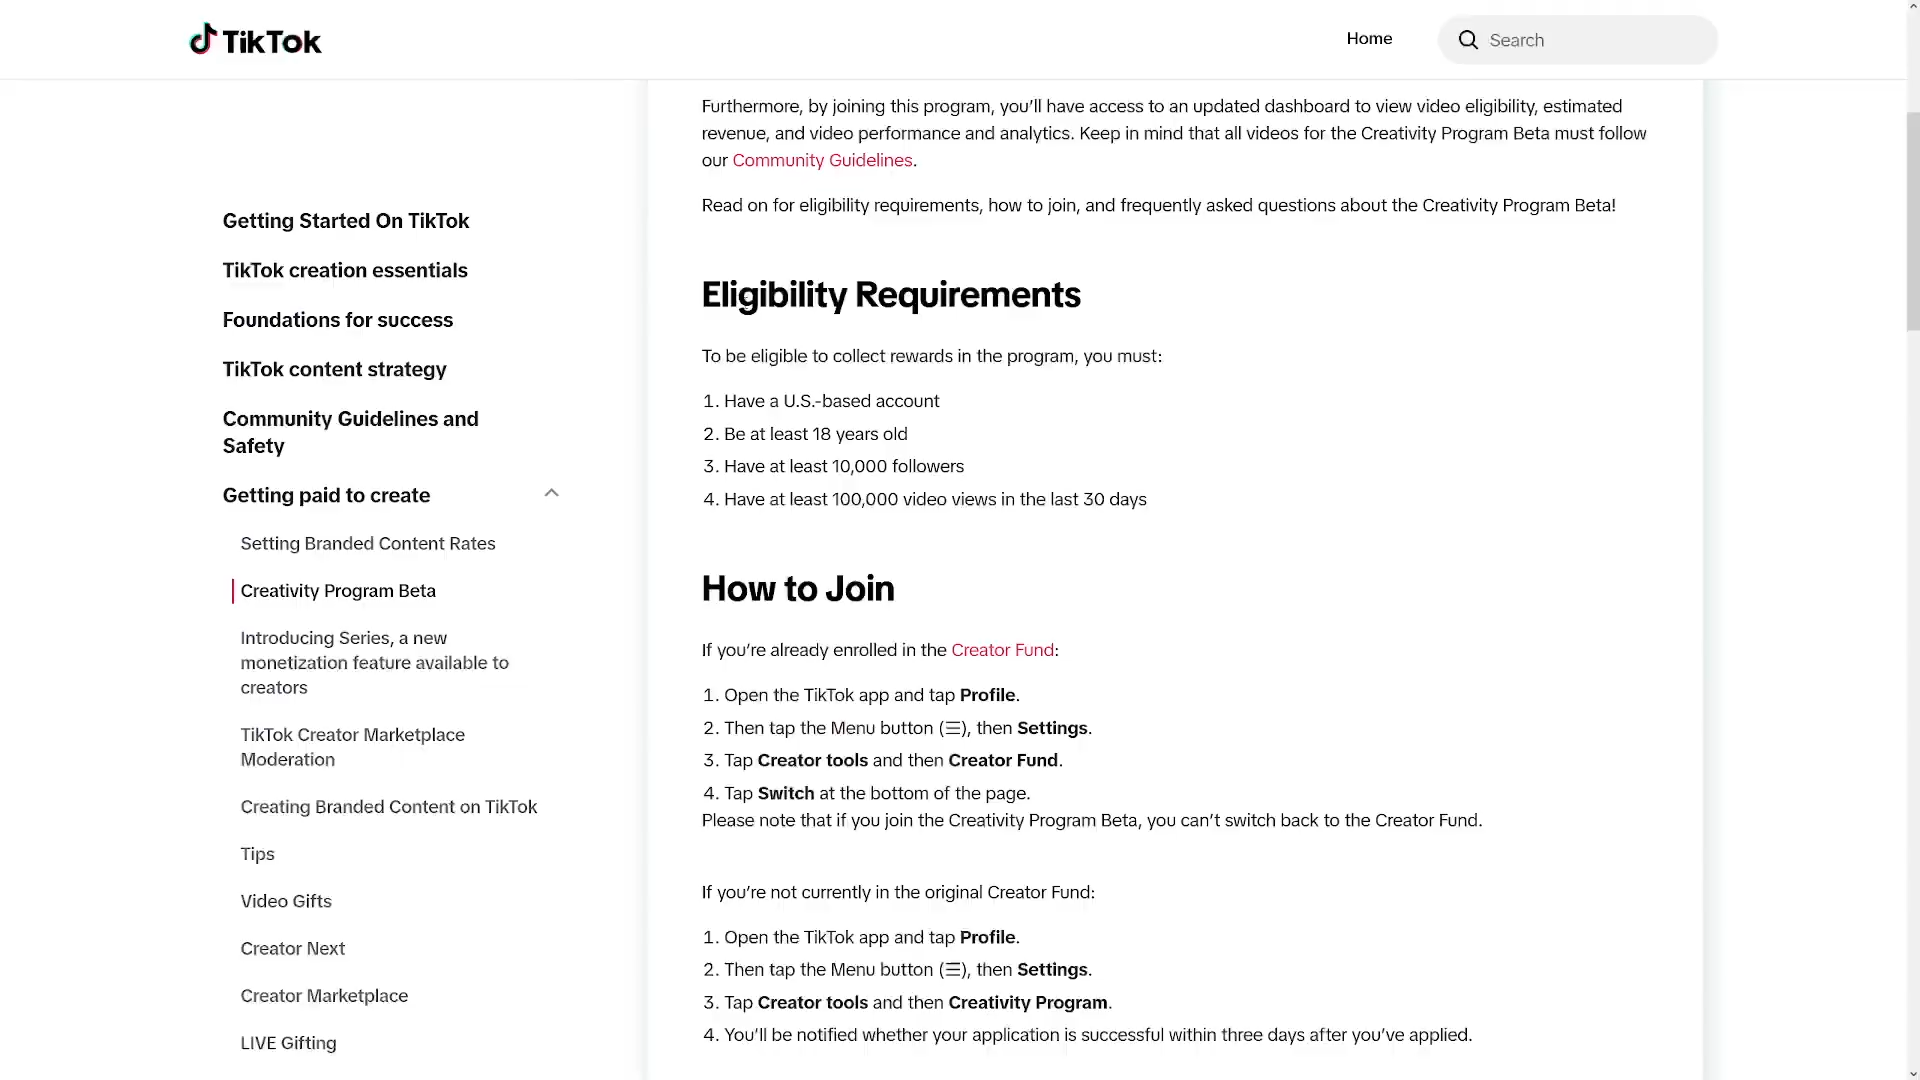 TikTok
Home
Search
Getting Started On TikTok
TikTok creation essentials
Foundations for success
TikTok content strategy
Community Guidelines and
Safety
Getting paid to create
Setting Branded Content Rates
Creativity Program Beta
Introducing Series, a new
monetization feature available to
creators
TikTok Creator Marketplace
Moderation
Creating Branded Content on TikTok
Tips
Video Gifts
Creator Next
Creator Marketplace
LIVE Gifting
Furthermore, by joining this program, you’ll have access to an updated dashboard to view video eligibility, estimated
revenue, and video performance and analytics. Keep in mind that all videos for the Creativity Program Beta must follow
our Community Guidelines.
Read on for eligibility requirements, how to join, and frequently asked questions about the Creativity Program Beta!
Eligibility Requirements
To be eligible to collect rewards in the program, you must:
1. Have a U.S.-based account
2. Be at least 18 years old
3. Have at least 10,000 followers
4. Have at least 100,000 video views in the last 30 days
How to Join
If you’re already enrolled in the Creator Fund:
1. Open the TikTok app and tap Profile.
2. Then tap the Menu button (☰), then Settings.
3. Tap Creator tools and then Creator Fund.
4. Tap Switch at the bottom of the page.
Please note that if you join the Creativity Program Beta, you can’t switch back to the Creator Fund.
If you’re not currently in the original Creator Fund:
1. Open the TikTok app and tap Profile.
2. Then tap the Menu button (☰), then Settings.
3. Tap Creator tools and then Creativity Program.
4. You’ll be notified whether your application is successful within three days after you’ve applied.